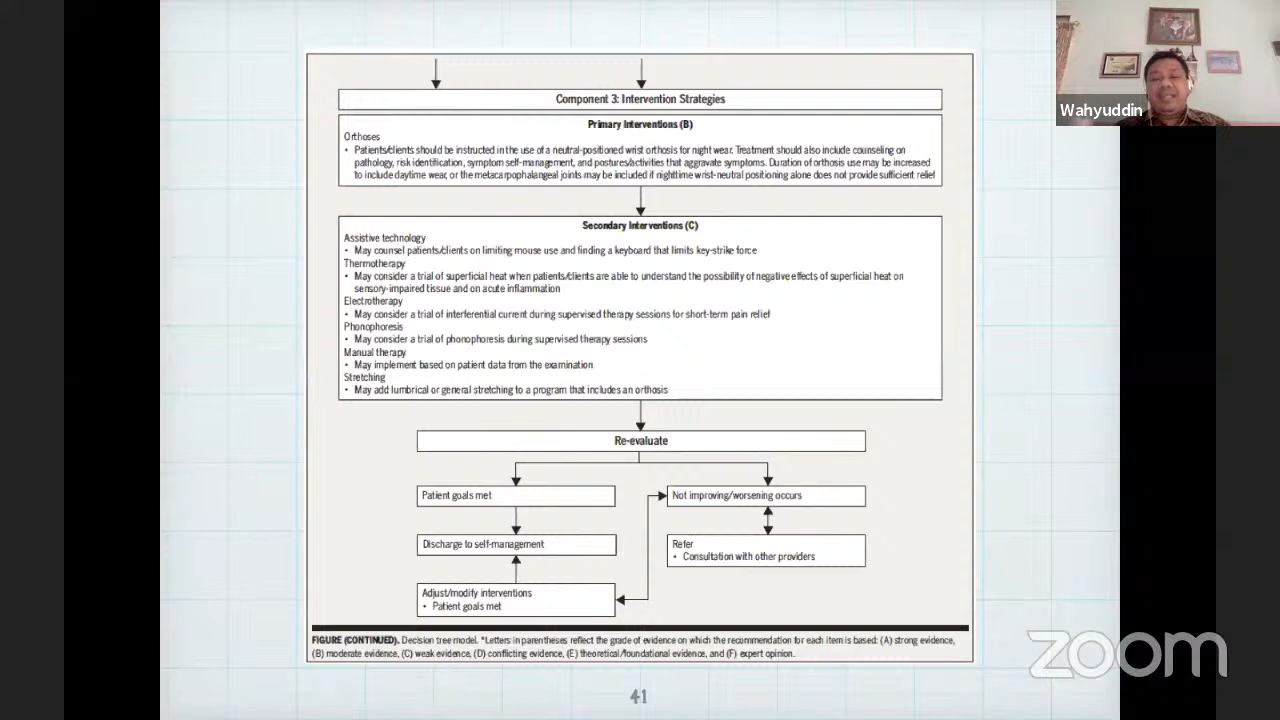 Component 3: Intervention Strategies
Primary Interventions (B)
Orthoses
• Patients/clients should be instructed in the use of a neutral-positioned wrist orthosis for night wear. Treatment should also include counseling on
pathology, risk identification, symptom self-management, and postures/activities that aggravate symptoms. Duration of orthosis use may be increased
to include daytime wear, or the metacarpophalangeal joints may be included if nighttime wrist-neutral positioning alone does not provide sufficient relief
Secondary Interventions (C)
Assistive technology
• May counsel patients/clients on limiting mouse use and finding a keyboard that limits key-strike force
Thermotherapy
• May consider a trial of superficial heat when patients/clients are able to understand the possibility of negative effects of superficial heat on
sensory-impaired tissue and on acute inflammation
Electrotherapy
• May consider a trial of interferential current during supervised therapy sessions for short-term pain relief
Phonophoresis
• May consider a trial of phonophoresis during supervised therapy sessions
Manual therapy
• May implement based on patient data from the examination
Stretching
• May add lumbrical or general stretching to a program that includes an orthosis
Re-evaluate
Patient goals met
Not improving/worsening occurs
Discharge to self-management
Refer
• Consultation with other providers
Adjust/modify interventions
• Patient goals met
FIGURE (CONTINUED). Decision tree model. *Letters in parentheses reflect the grade of evidence on which the recommendation for each item is based: (A) strong evidence,
(B) moderate evidence, (C) weak evidence, (D) conflicting evidence, (E) theoretical/foundational evidence, and (F) expert opinion.
41
Wahyuddin
zoom